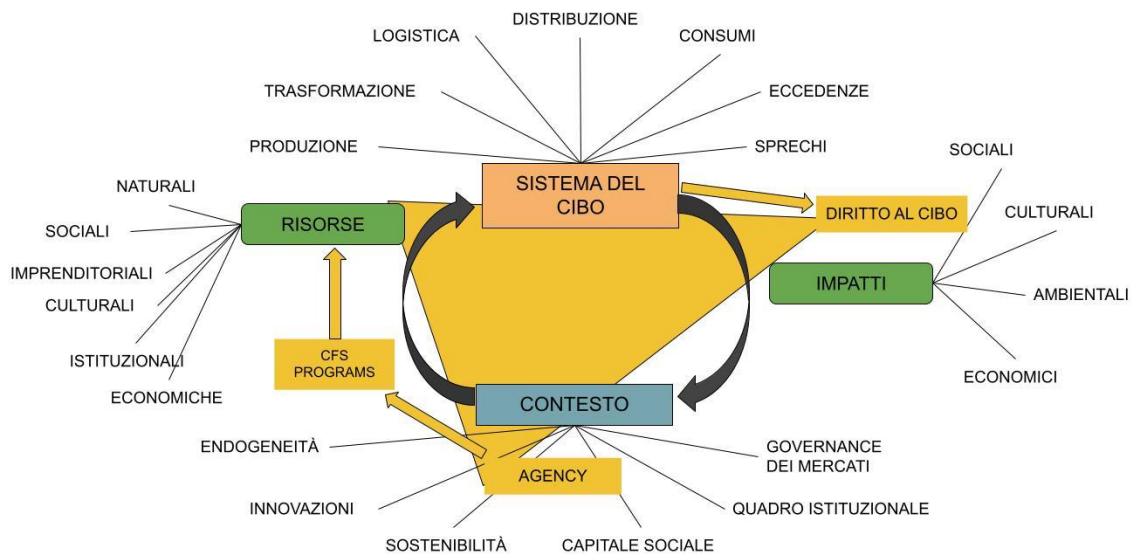 DISTRIBUZIONE
LOGISTICA
CONSUMI
TRASFORMAZIONE
ECCEDENZE
PRODUZIONE
SPRECHI
SOCIALI
SISTEMA DEL
CIBO
NATURALI
DIRITTO AL CIBO
CULTURALI
RISORSE
SOCIALI
IMPRENDITORIALI
IMPATTI
AMBIENTALI
CULTURALI
ISTITUZIONALI
CFS
PROGRAMS
ECONOMICI
ECONOMICHE
CONTESTO
ENDOGENEITÀ
GOVERNANCE
DEI MERCATI
AGENCY
INNOVAZIONI
QUADRO ISTITUZIONALE
SOSTENIBILITÀ
CAPITALE SOCIALE